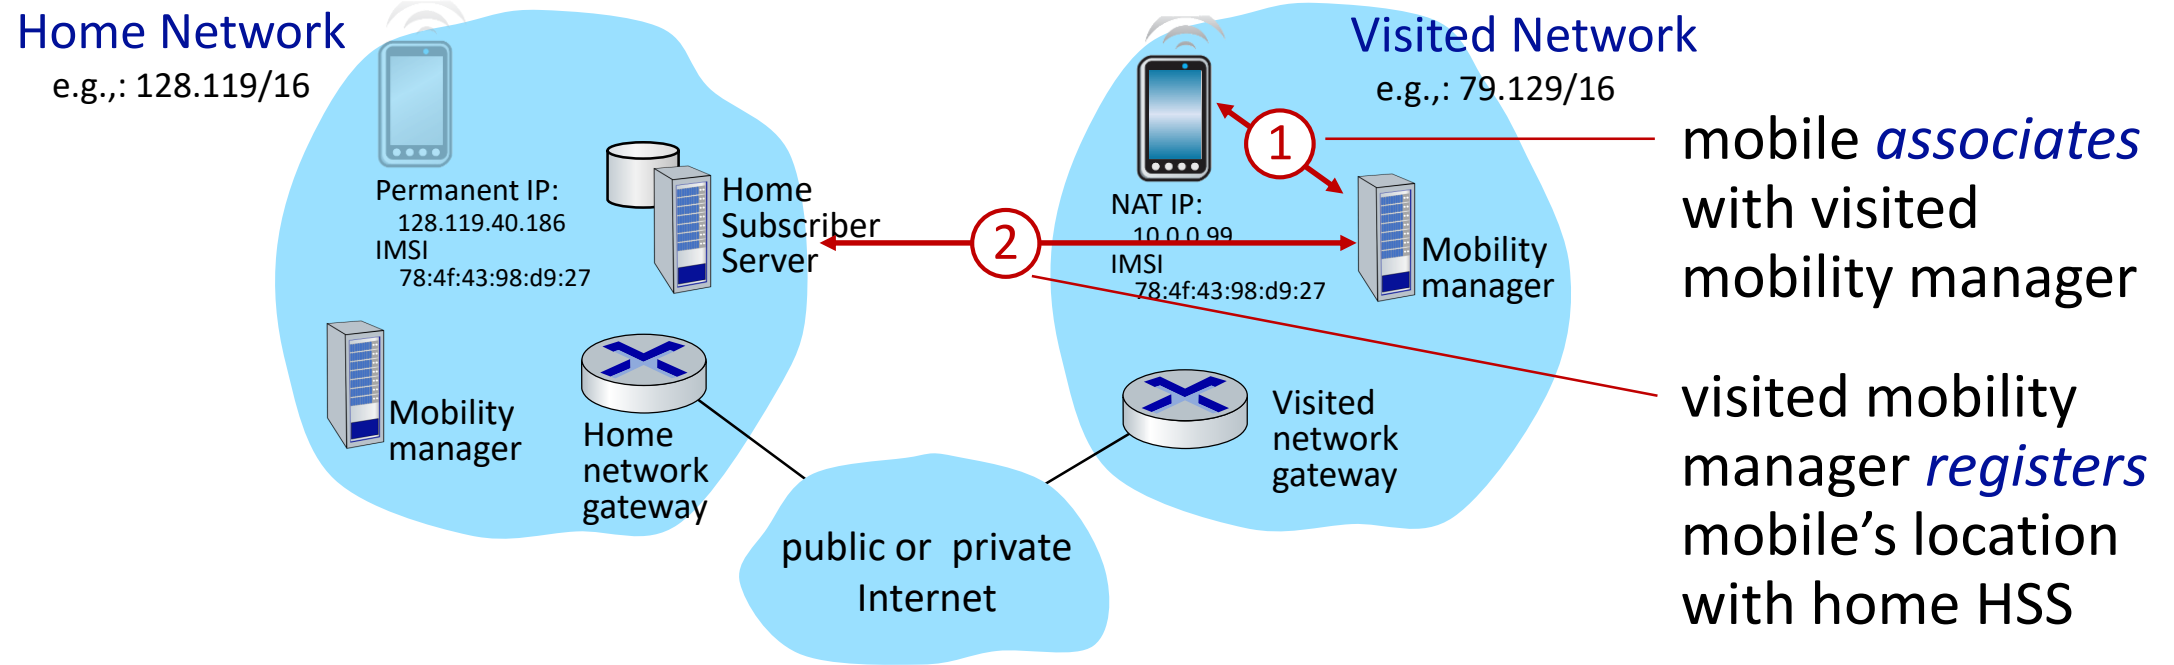 Home Network
e.g.,: 128.119/16
Permanent IP:
128.119.40.186
IMSI
78:4f:43:98:d9:27
Home
Subscriber
Server
Mobility
manager
Home
network
gateway
public or private
Internet
Visited Network
e.g.,: 79.129/16
NAT IP:
10.0.0.99
IMSI
78:4f:43:98:d9:27
Mobility
manager
Visited
network
gateway
1
2
mobile associates
with visited
mobility manager
visited mobility
manager registers
mobile’s location
with home HSS